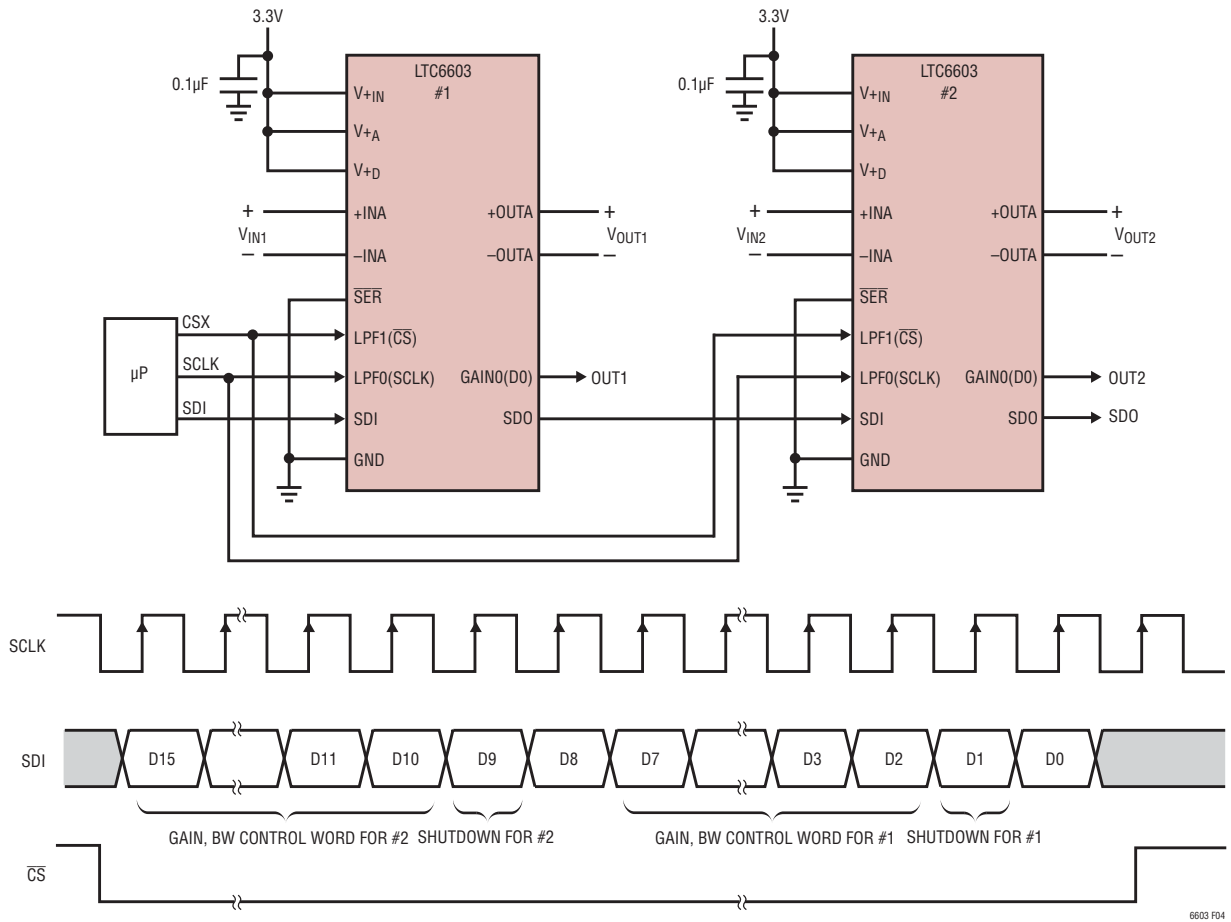 3.3V
3.3V
LTC6603
#1
LTC6603
#2
0.1µF
V+IN
0.1µF
V+IN
V+A
V+A
V+D
V+D
+
+INA
+OUTA
+
+
+INA
+OUTA
+
VIN1
VOUT1
VIN2
VOUT2
–
–INA
–OUTA
–
–
–INA
–OUTA
–
SER
SER
CSX
LPF1(CS)
LPF1(CS)
µP
SCLK
LPF0(SCLK)
GAIN0(D0)
OUT1
LPF0(SCLK)
GAIN0(D0)
OUT2
SDI
SDI
SDO
SDI
SDO
SDO
GND
GND
SCLK
SDI
D15
D11
D10
D9
D8
D7
D3
D2
D1
D0
GAIN, BW CONTROL WORD FOR #2
SHUTDOWN FOR #2
GAIN, BW CONTROL WORD FOR #1
SHUTDOWN FOR #1
CS
6603 F04